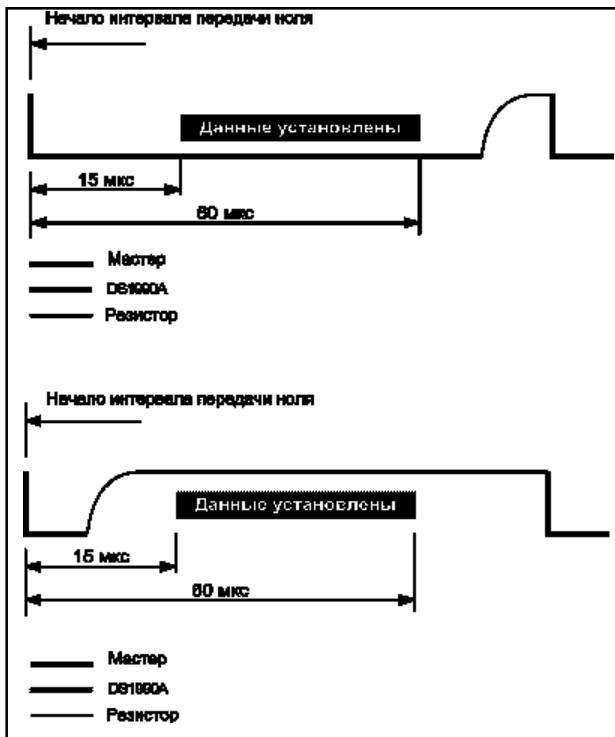 Начало интервала передачи ноля
Данные установлены
15 мкс
60 мкс
Мастер
DS1990A
Резистор
Начало интервала передачи ноля
Данные установлены
15 мкс
60 мкс
Мастер
DS1990A
Резистор